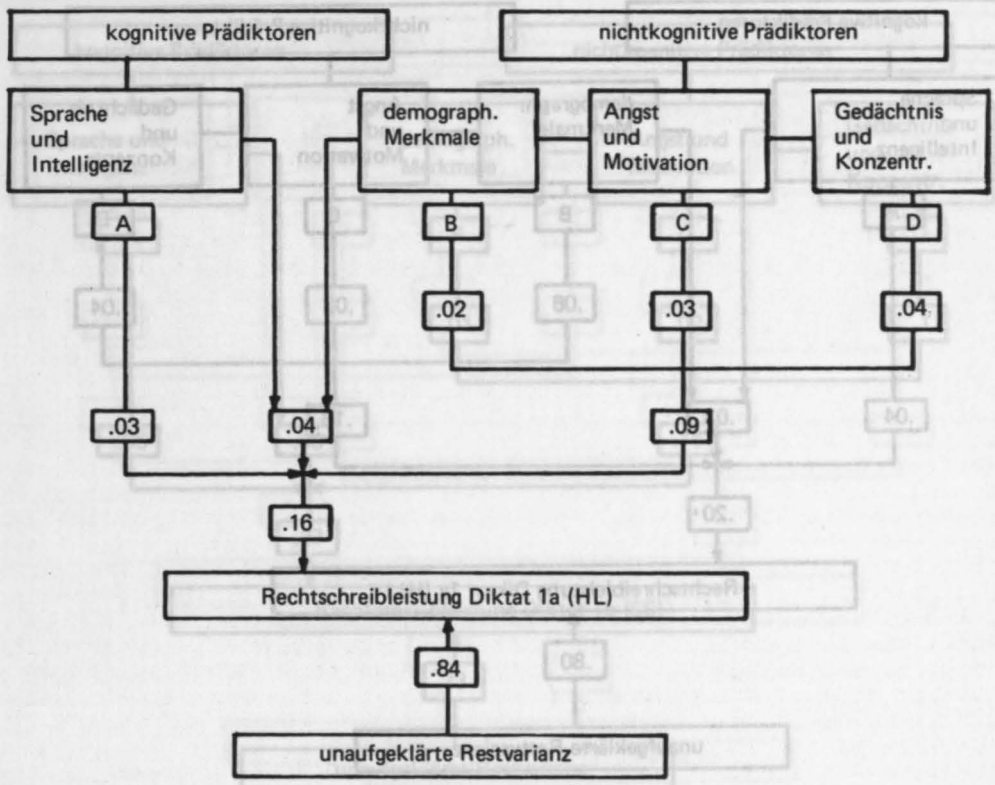 kognitive Prädiktoren
nichtkognitive Prädiktoren
Sprache
und
Intelligenz
demograph.
Merkmale
Angst
und
Motivation
Gedächtnis
und
Konzentr.
A
B
C
D
.02
.03
.04
.03
.04
.09
.16
Rechtschreibleistung Diktat 1a (HL)
.84
unaufgeklärte Restvarianz